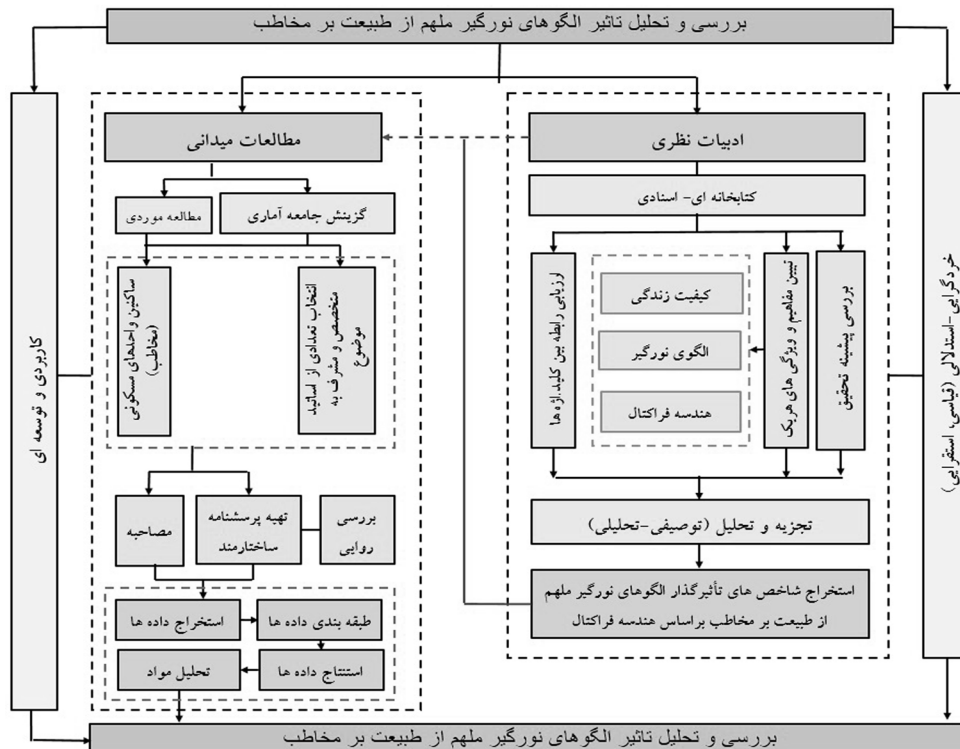 بررسی و تحلیل تاثیر الگوهای نورگیر ملهم از طبیعت بر مخاطب
خردگرایی-استدلالی (قیاسی، استقرایی)
ادبیات نظری
کتابخانه ای- اسنادی
بررسی پیشینه تحقیق
تبیین مفاهیم و ویژگی های هریک
کیفیت زندگی
الگوی نورگیر
هندسه فراکتال
ارزیابی رابطه بین کلیدواژه ها
تجزیه و تحلیل (توصیفی-تحلیلی)
استخراج شاخص های تأثیرگذار الگوهای نورگیر ملهم
از طبیعت بر مخاطب براساس هندسه فراکتال
مطالعات میدانی
گزینش جامعه آماری
مطالعه موردی
انتخاب تعدادی از اساتید
متخصص و مشرف به
موضوع
ساکنین واحدهای مسکونی
(مخاطب)
بررسی
روایی
تهیه پرسشنامه
ساختارمند
مصاحبه
استخراج داده ها
طبقه بندی داده ها
استنتاج داده ها
تحلیل مواد
کاربردی و توسعه ای
بررسی و تحلیل تاثیر الگوهای نورگیر ملهم از طبیعت بر مخاطب